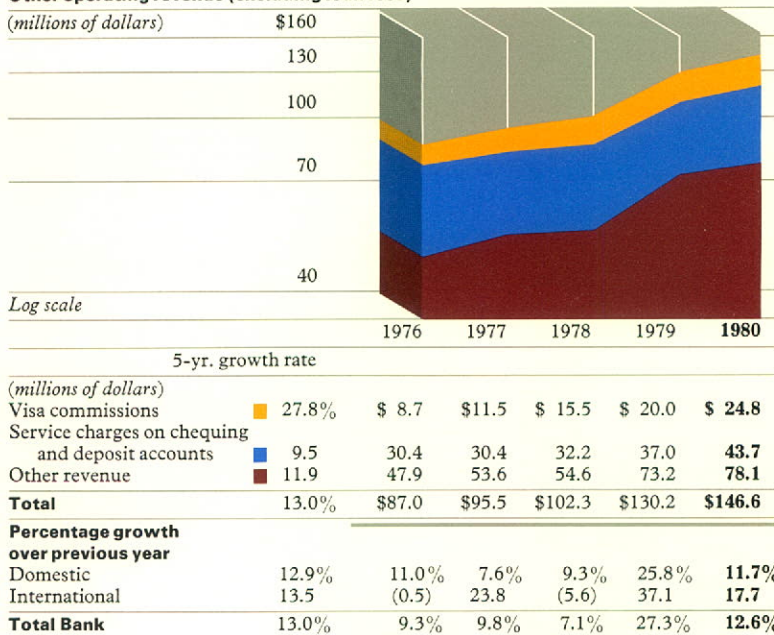 (millions of dollars) $160
130
100
70
40
Log scale
1976 1977 1978 1979 1980
5-yr. growth rate
(millions of dollars)
Visa commissions 27.8% $ 8.7 $11.5 $ 15.5 $ 20.0 $ 24.8
Service charges on chequing
and deposit accounts 9.5 30.4 30.4 32.2 37.0 43.7
Other revenue 11.9 47.9 53.6 54.6 73.2 78.1
Total 13.0% $87.0 $95.5 $102.3 $130.2 $146.6
Percentage growth
over previous year
Domestic 12.9% 11.0% 7.6% 9.3% 25.8% 11.7%
International 13.5 (0.5) 23.8 (5.6) 37.1 17.7
Total Bank 13.0% 9.3% 9.8% 7.1% 27.3% 12.6%